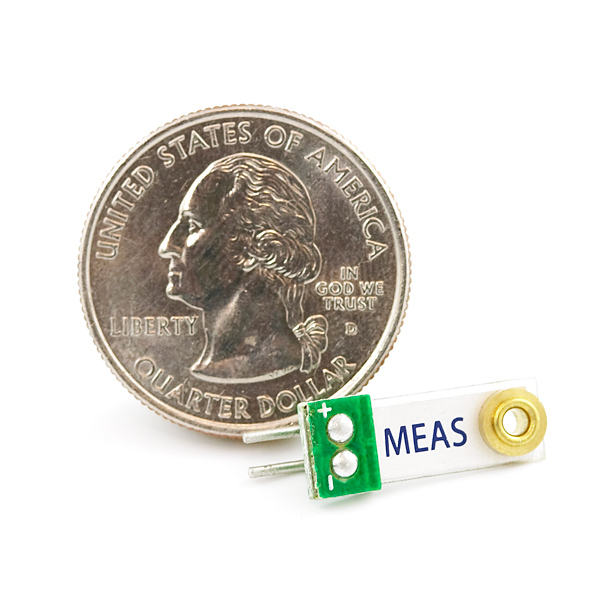 UNITED STATES OF AMERICA
IN
GOD WE
TRUST
LIBERTY
D
QUARTER DOLLAR
+
MEAS
-